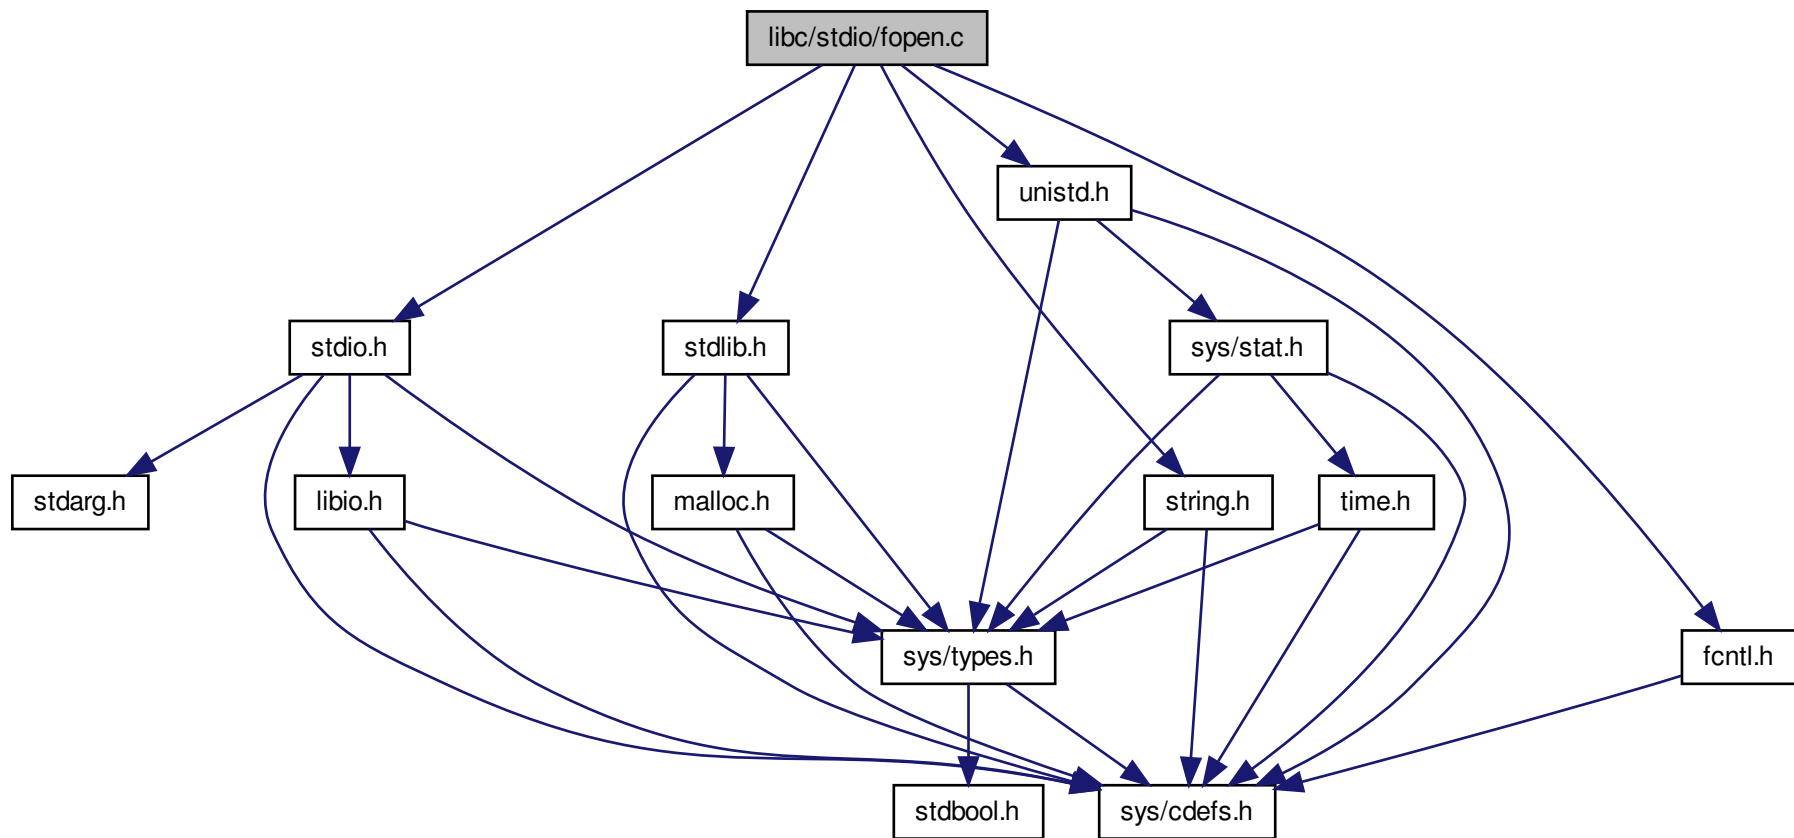 libc/stdio/fopen.c
unistd.h
stdio.h
stdlib.h
sys/stat.h
stdarg.h
libio.h
malloc.h
string.h
time.h
sys/types.h
fcntl.h
stdbool.h
sys/cdefs.h